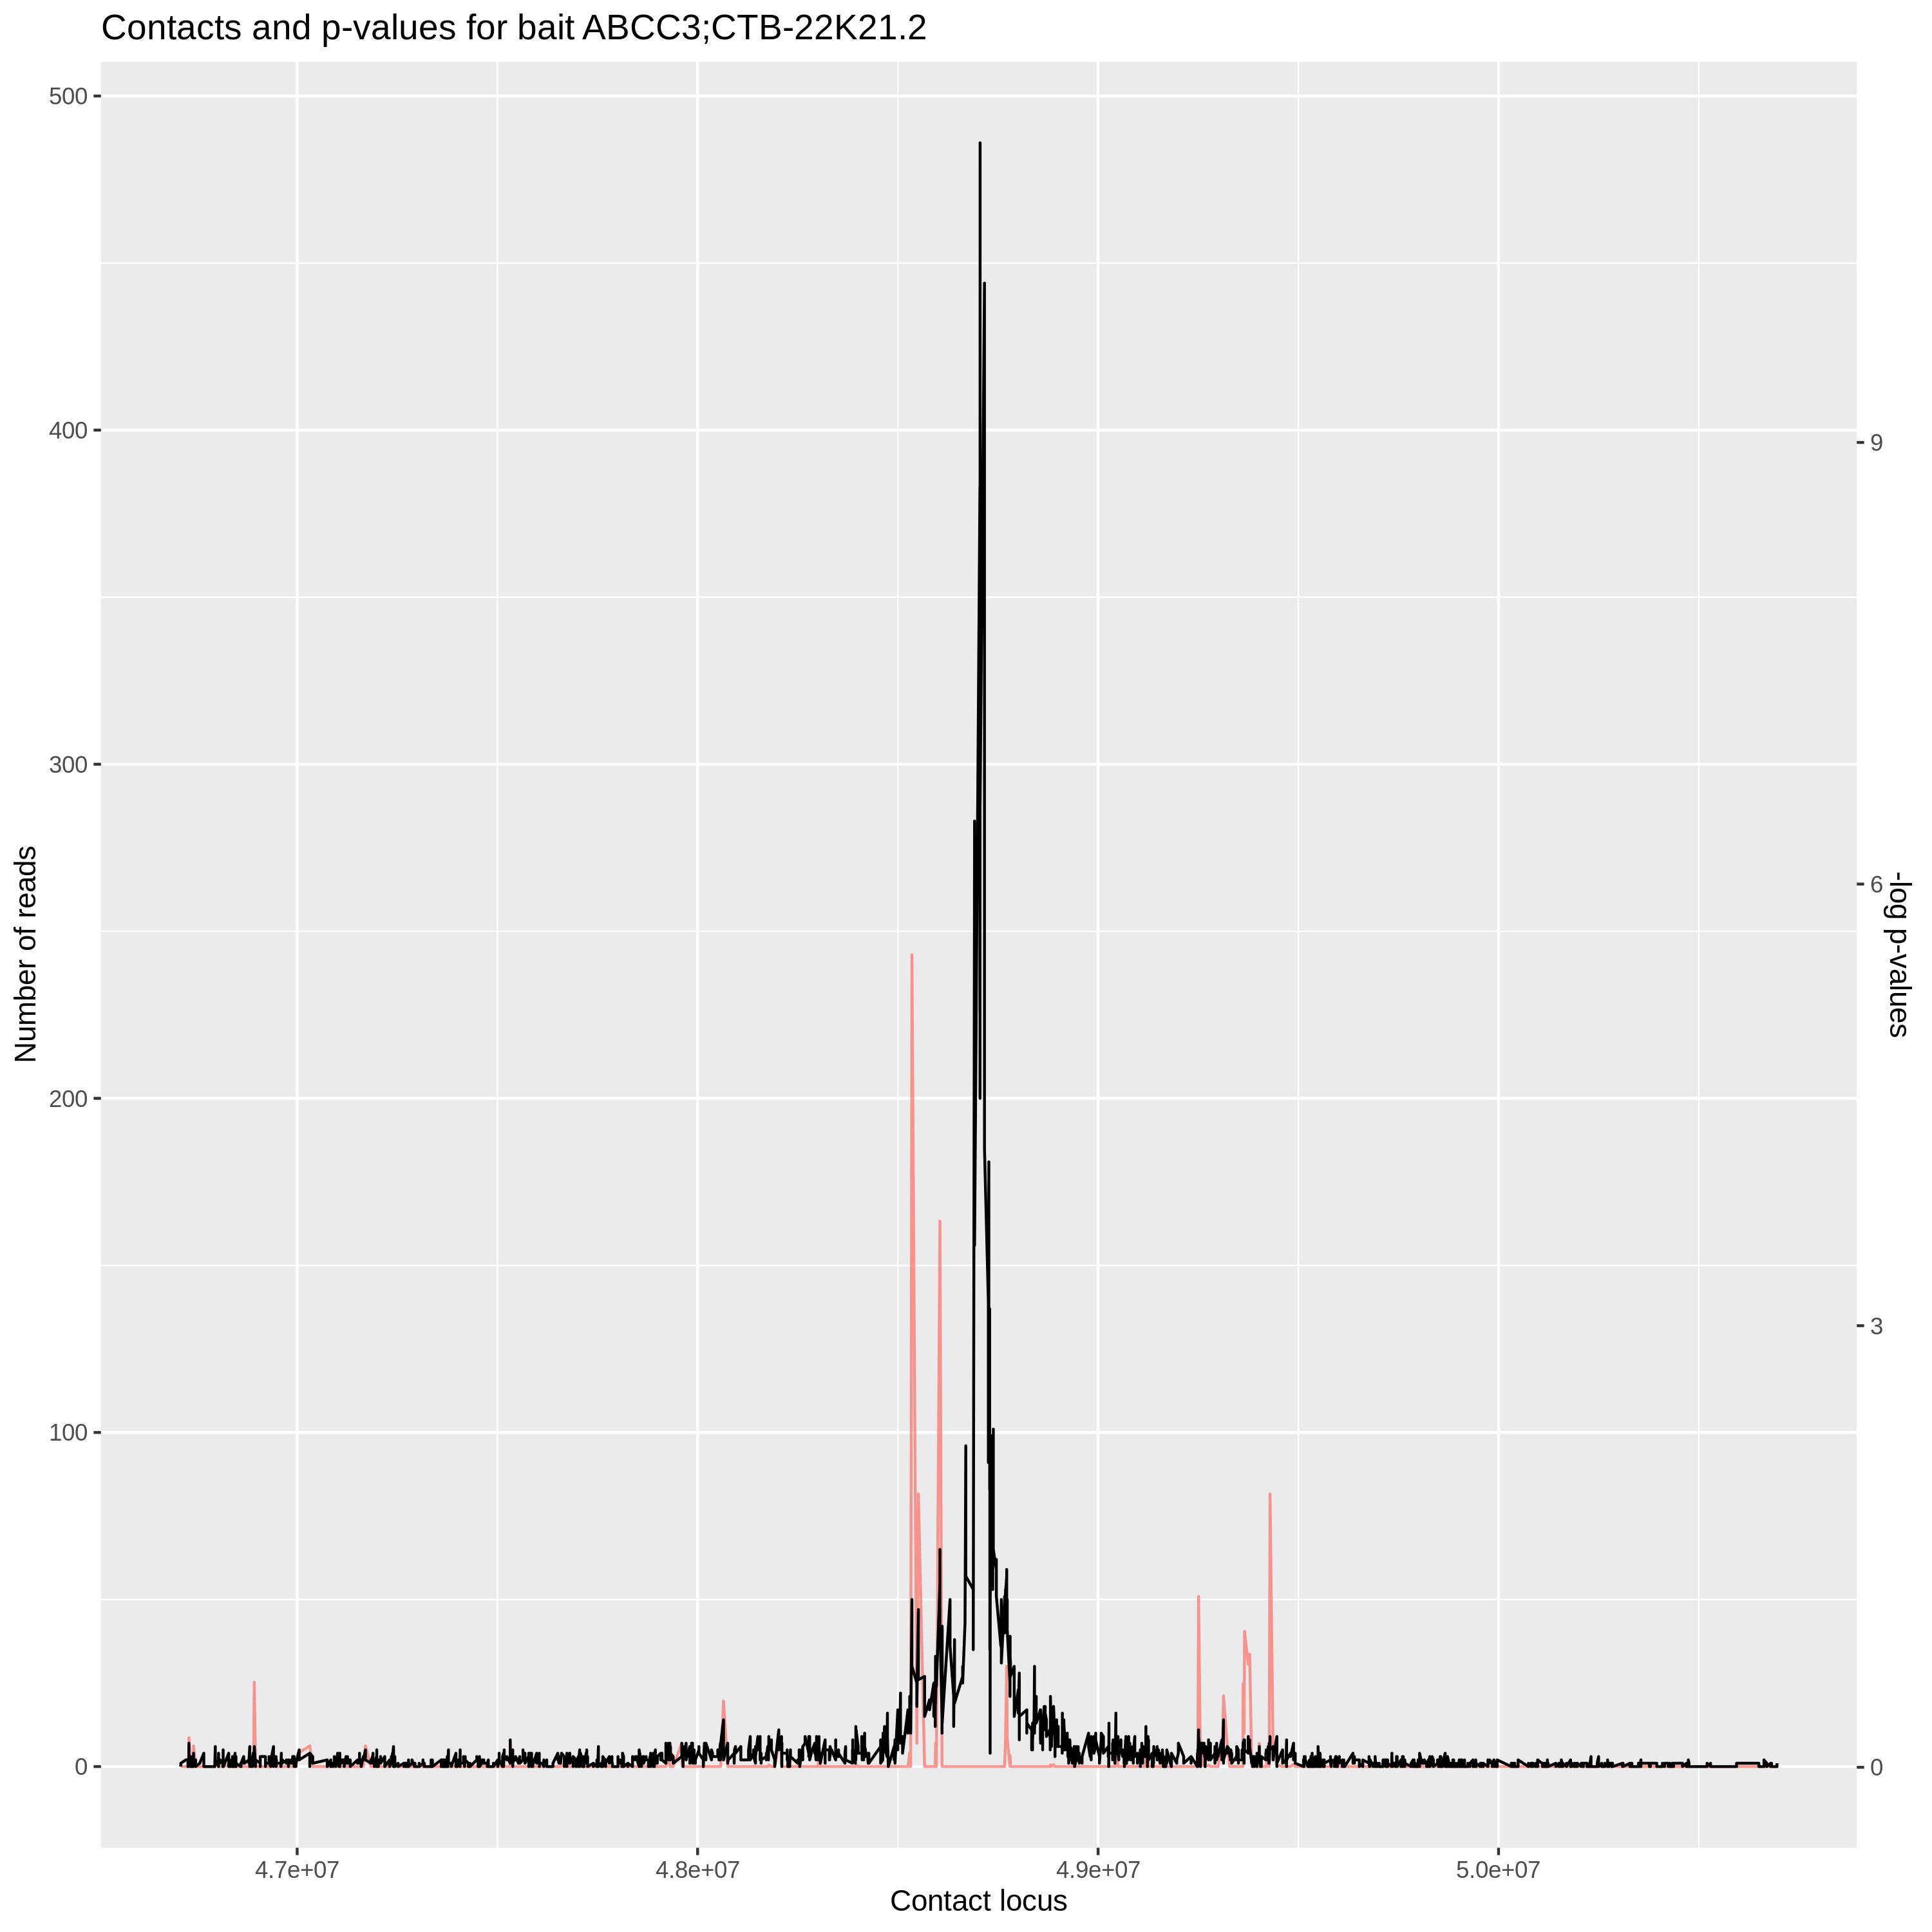 Contacts and p-values for bait ABCC3;CTB-22K21.2
500
400
300
200
100
0
Number of reads
9
6
3
0
-log p-values
4.7e+07
4.8e+07
4.9e+07
5.0e+07
Contact locus